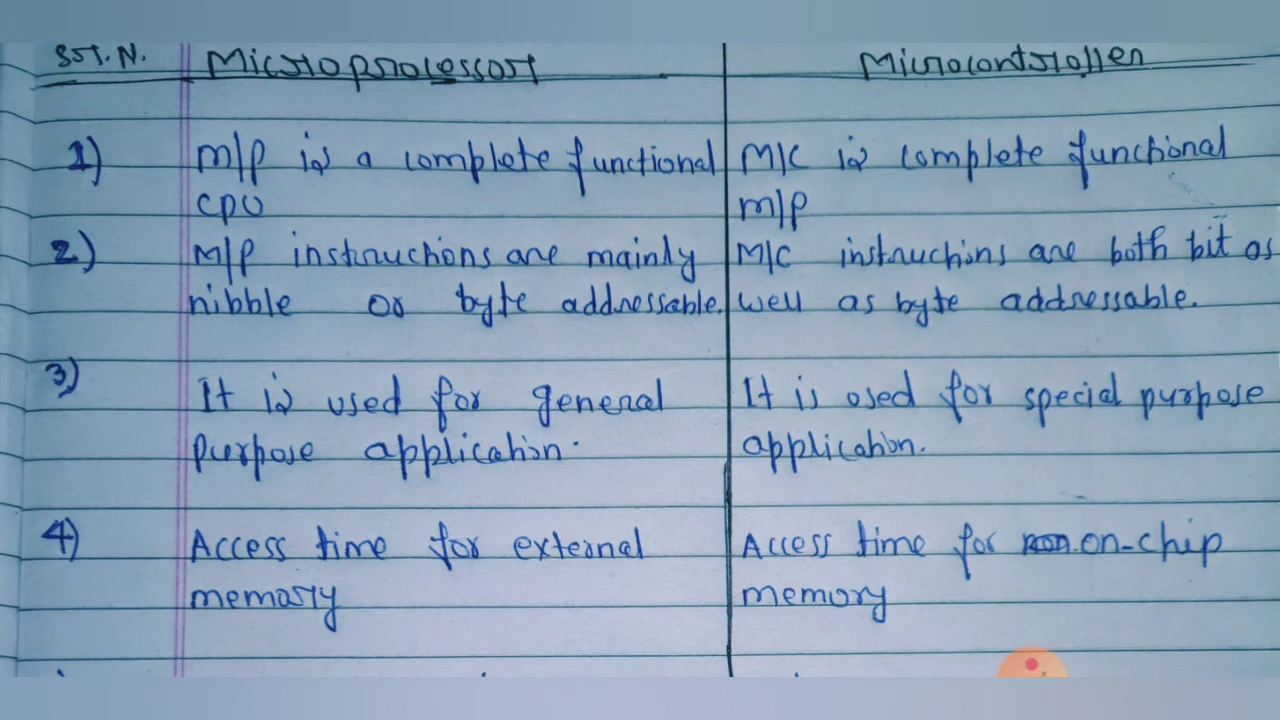 Sr. N. Microprocessor Microcontroller
1) M/P is a complete functional M/C is complete functional
CPU M/P
2) M/P instructions are mainly M/C instructions are both bit as
nibble or byte addressable. well as byte addressable.
3) It is used for general It is used for special purpose
purpose application. application.
4) Access time for external Access time for on-chip
memory memory